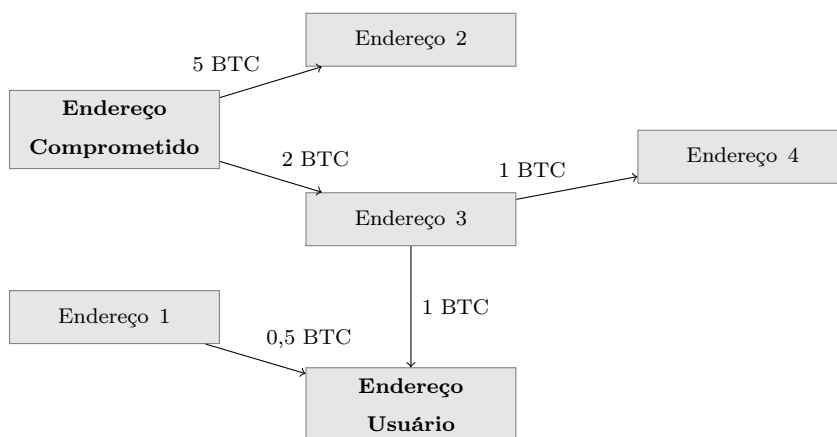 Endereço 2
5 BTC
Endereço
Comprometido
2 BTC
1 BTC
Endereço 4
Endereço 3
Endereço 1
0,5 BTC
1 BTC
Endereço
Usuário